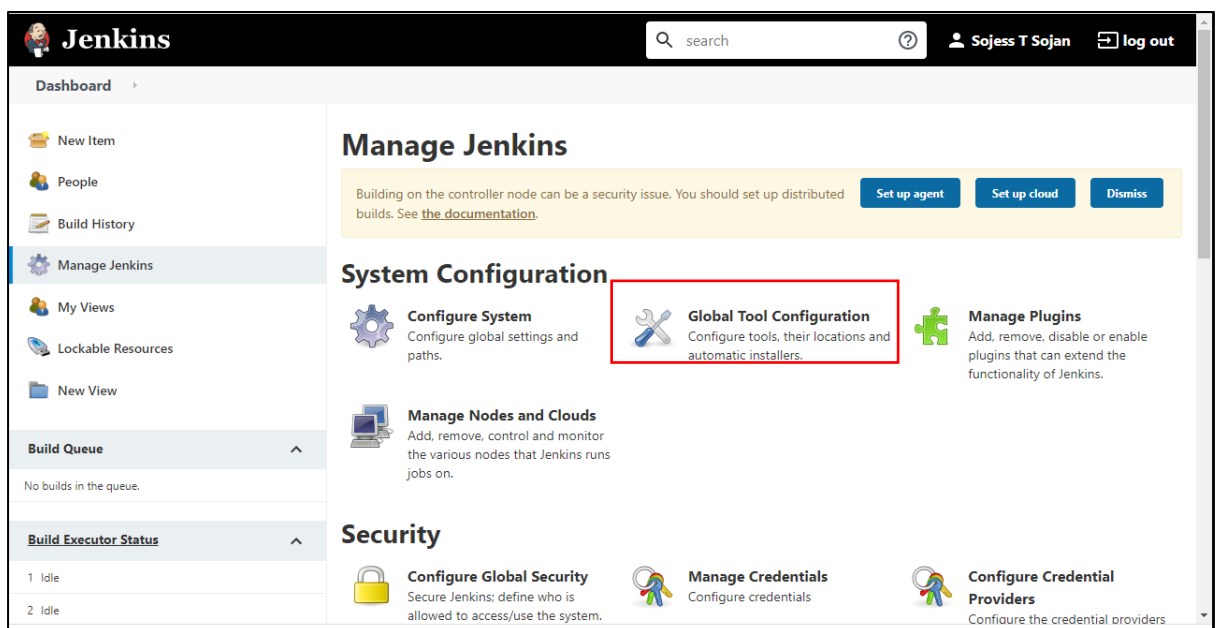 Jenkins
search
Sojess T Sojan
log out
Dashboard
New Item
People
Build History
Manage Jenkins
My Views
Lockable Resources
New View
Build Queue
No builds in the queue.
Build Executor Status
1 Idle
2 Idle
Manage Jenkins
Building on the controller node can be a security issue. You should set up distributed
builds. See the documentation.
Set up agent
Set up cloud
Dismiss
System Configuration
Configure System
Configure global settings and
paths.
Global Tool Configuration
Configure tools, their locations and
automatic installers.
Manage Plugins
Add, remove, disable or enable
plugins that can extend the
functionality of Jenkins.
Manage Nodes and Clouds
Add, remove, control and monitor
the various nodes that Jenkins runs
jobs on.
Security
Configure Global Security
Secure Jenkins; define who is
allowed to access/use the system.
Manage Credentials
Configure credentials
Configure Credential
Providers
Configure the credential providers